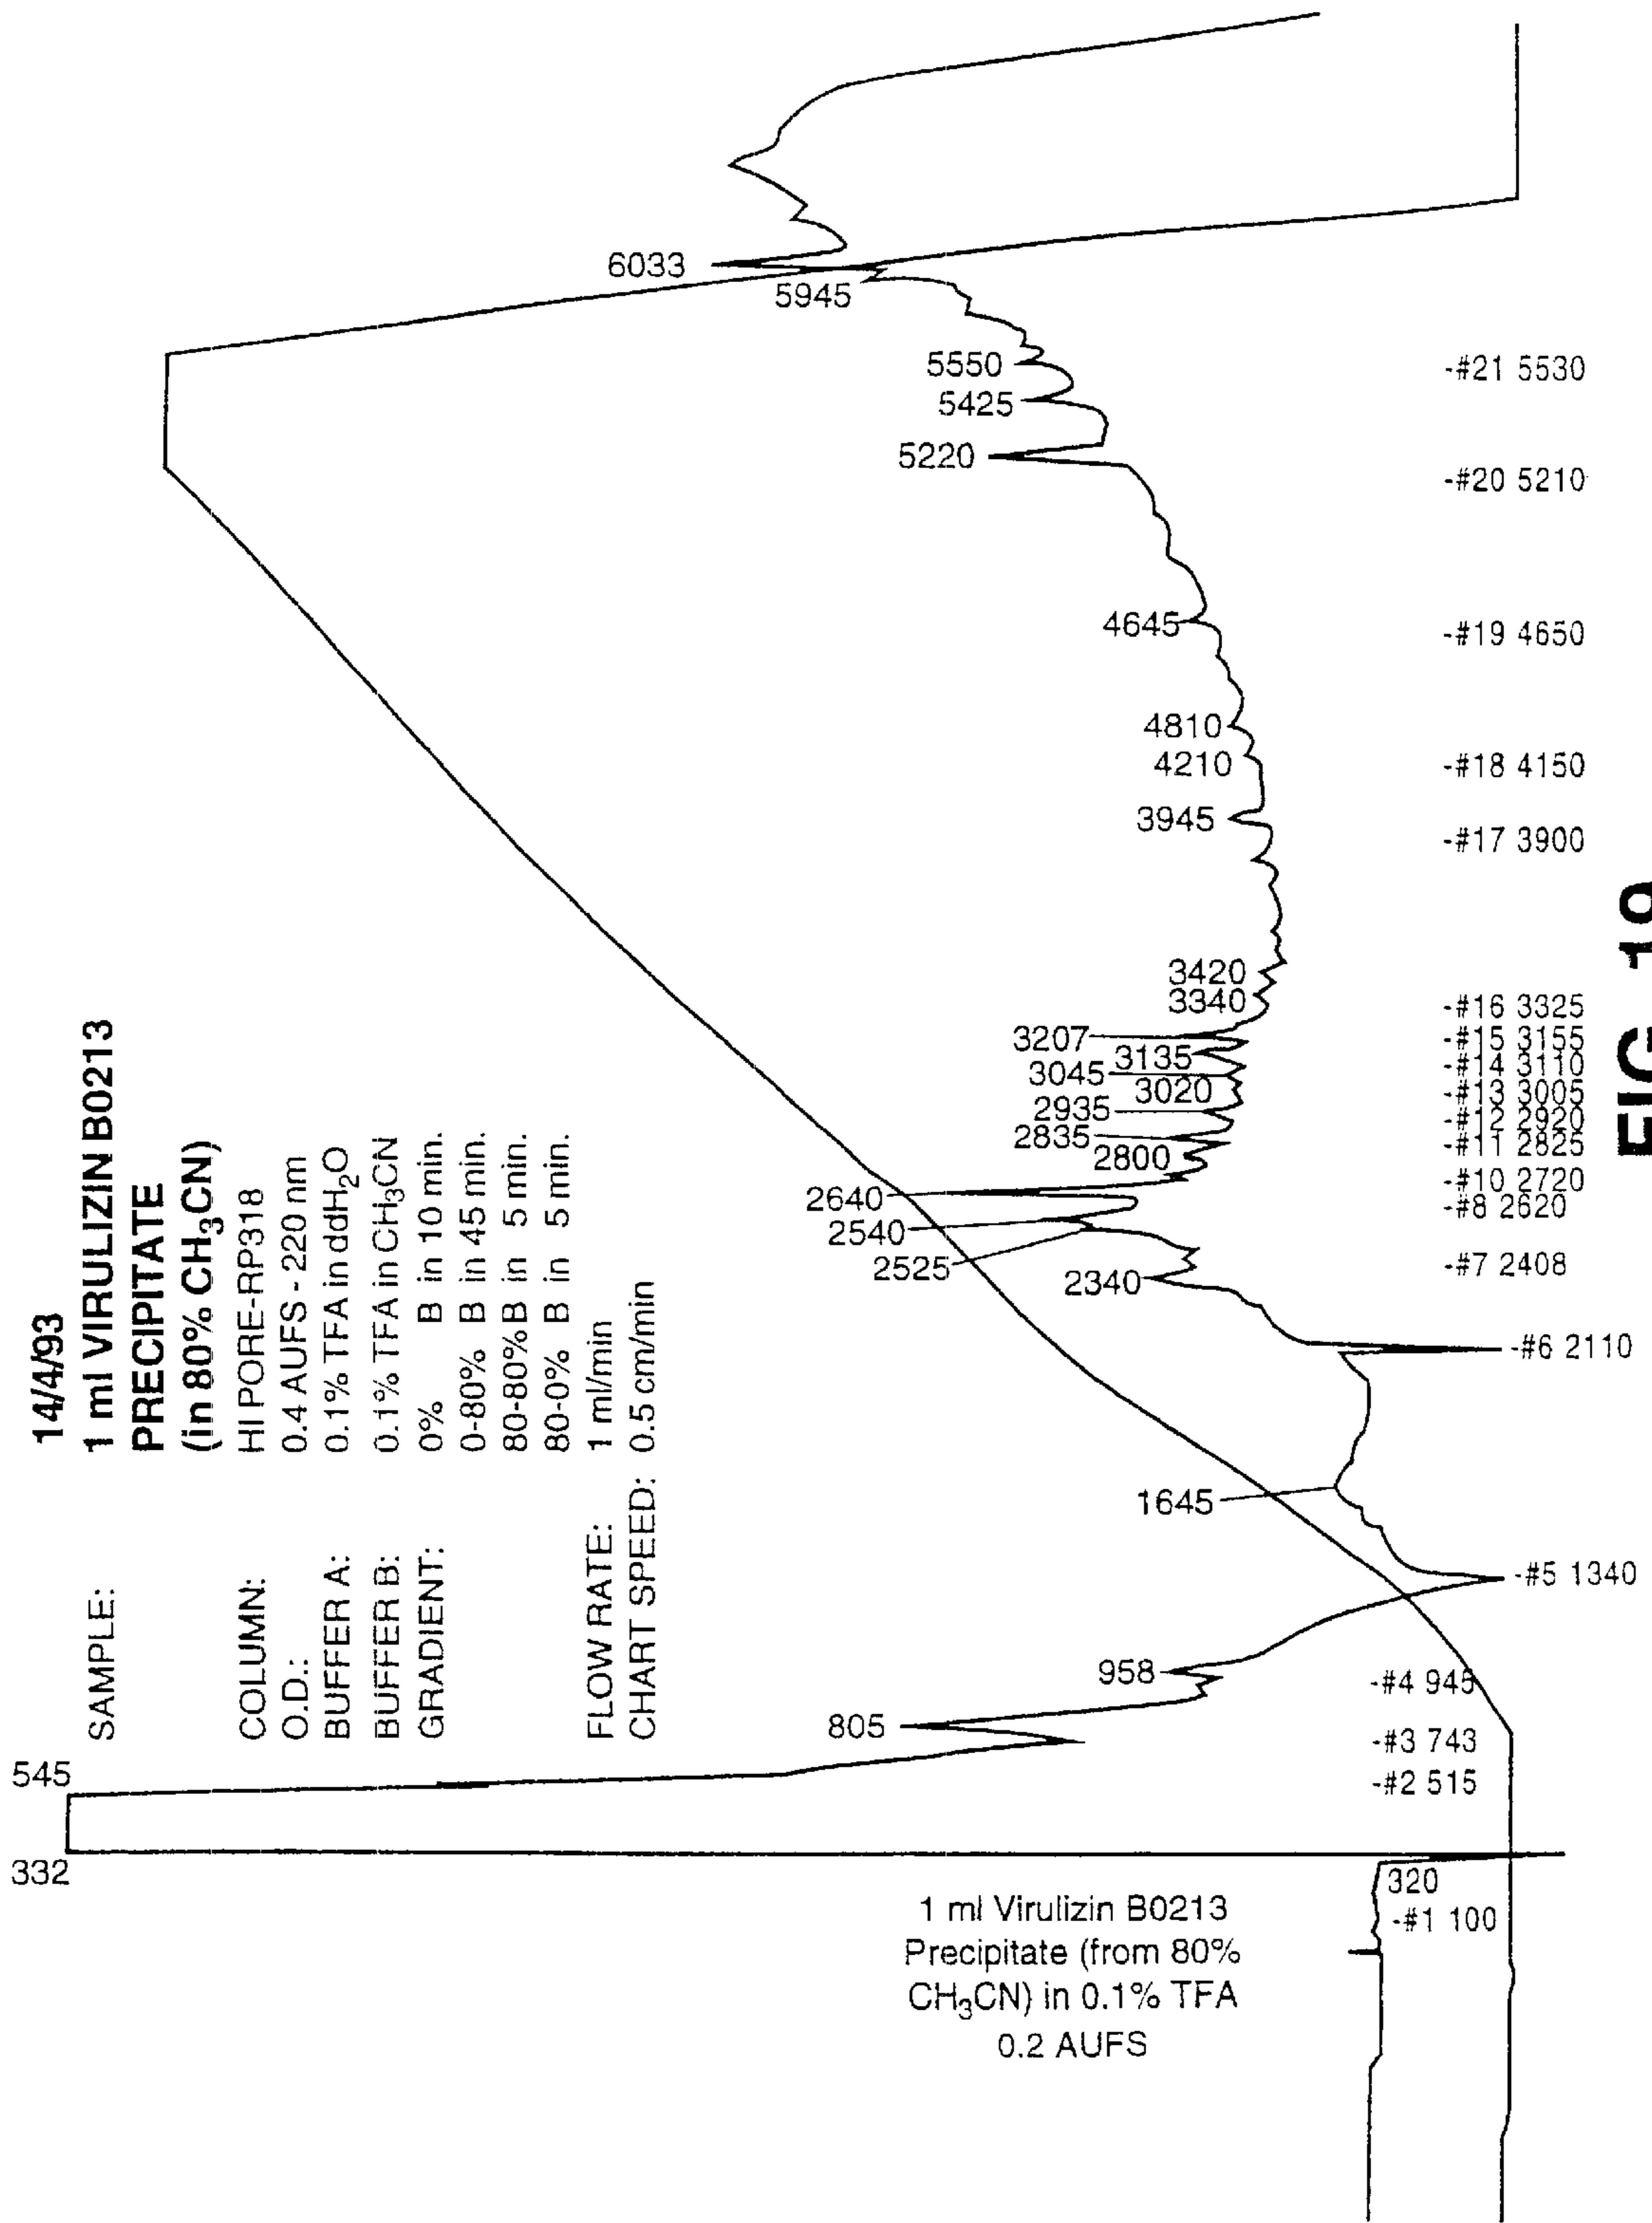 14/4/93
SAMPLE: 1 ml VIRULIZIN B0213
PRECIPITATE
(in 80% CH₃CN)
COLUMN: HI PORE-RP318
O.D.: 0.4 AUFS - 220 nm
BUFFER A: 0.1% TFA in ddH₂O
BUFFER B: 0.1% TFA in CH₃CN
GRADIENT: 0% B in 10 min.
0-80% B in 45 min.
80-80% B in 5 min.
80-0% B in 5 min.
FLOW RATE: 1 ml/min
CHART SPEED: 0.5 cm/min
6033
5945
5550
5425
5220
4645
4810
4210
3945
3420
3340
3207
3135
3045
3020
2935
2835
2800
2640
2540
2525
2340
1645
958
805
545
332
320
-#21 5530
-#20 5210
-#19 4650
-#18 4150
-#17 3900
-#16 3325
-#15 3155
-#14 3110
-#13 3005
-#12 2920
-#11 2825
-#10 2720
-#8 2620
-#7 2408
-#6 2110
-#5 1340
-#4 945
-#3 743
-#2 515
-#1 100
1 ml Virulizin B0213
Precipitate (from 80%
CH₃CN) in 0.1% TFA
0.2 AUFS